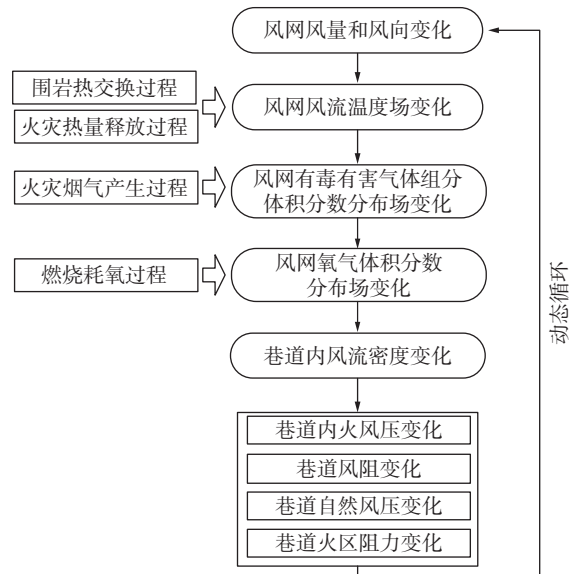 风网风量和风向变化
围岩热交换过程
火灾热量释放过程
风网风流温度场变化
火灾烟气产生过程
风网有毒有害气体组分
体积分数分布场变化
燃烧耗氧过程
风网氧气体积分数
分布场变化
巷道内风流密度变化
巷道内火风压变化
巷道风阻变化
巷道自然风压变化
巷道火区阻力变化
动态循环